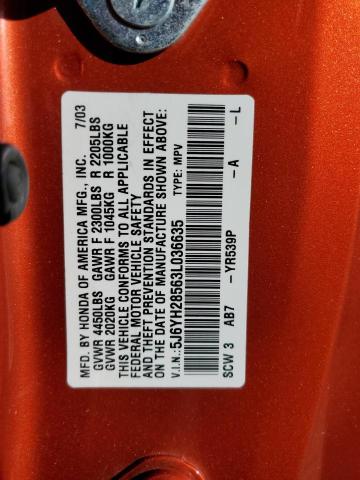 MFD. BY HONDA OF AMERICA MFG., INC. 7/03
GVWR 4450LBS GAWR F 2300LBS R 2205LBS
GVWR 2020KG GAWR F 1045KG R 1000KG
THIS VEHICLE CONFORMS TO ALL APPLICABLE
FEDERAL MOTOR VEHICLE SAFETY
AND THEFT PREVENTION STANDARDS IN EFFECT
ON THE DATE OF MANUFACTURE SHOWN ABOVE.
V.I.N.: 5J6YH28563L036635 TYPE: MPV
SCW 3 AB7 -YR539P -A -L